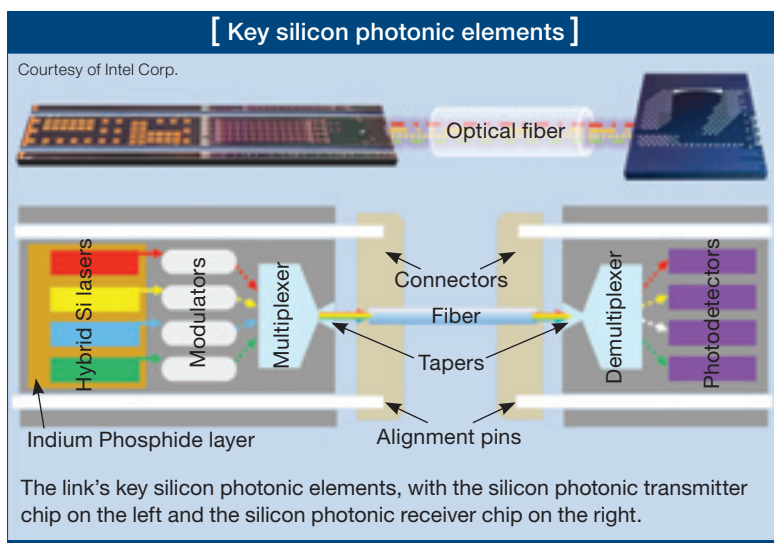 [ Key silicon photonic elements ]
Courtesy of Intel Corp.
Optical fiber
Hybrid Si lasers
Modulators
Multiplexer
Connectors
Fiber
Tapers
Demultiplexer
Photodetectors
Indium Phosphide layer
Alignment pins
The link's key silicon photonic elements, with the silicon photonic transmitter
chip on the left and the silicon photonic receiver chip on the right.